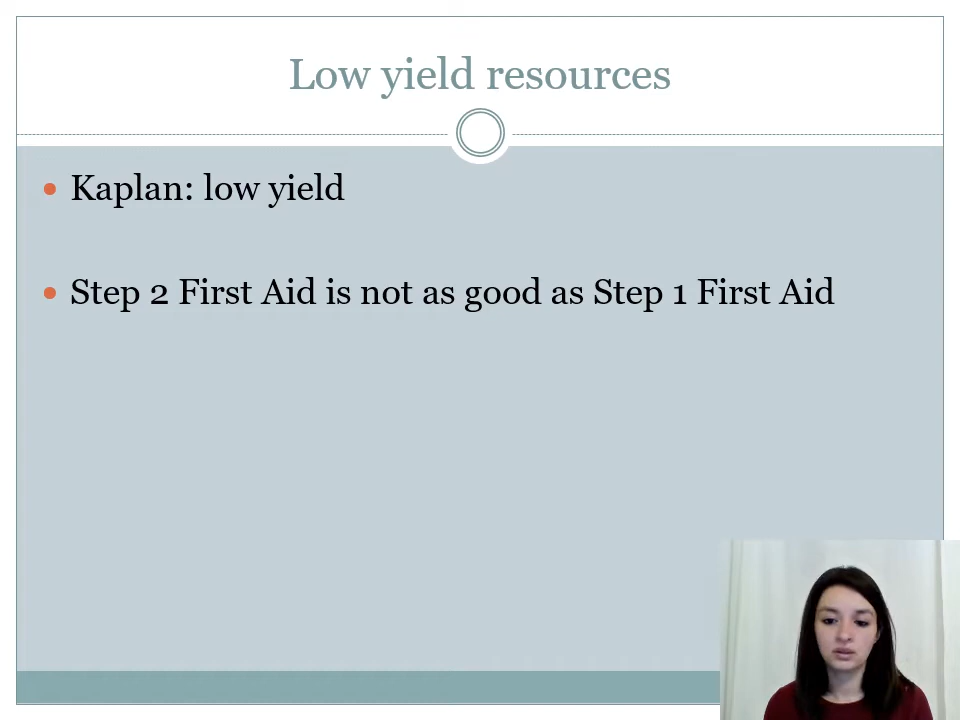 Low yield resources
Kaplan: low yield
Step 2 First Aid is not as good as Step 1 First Aid